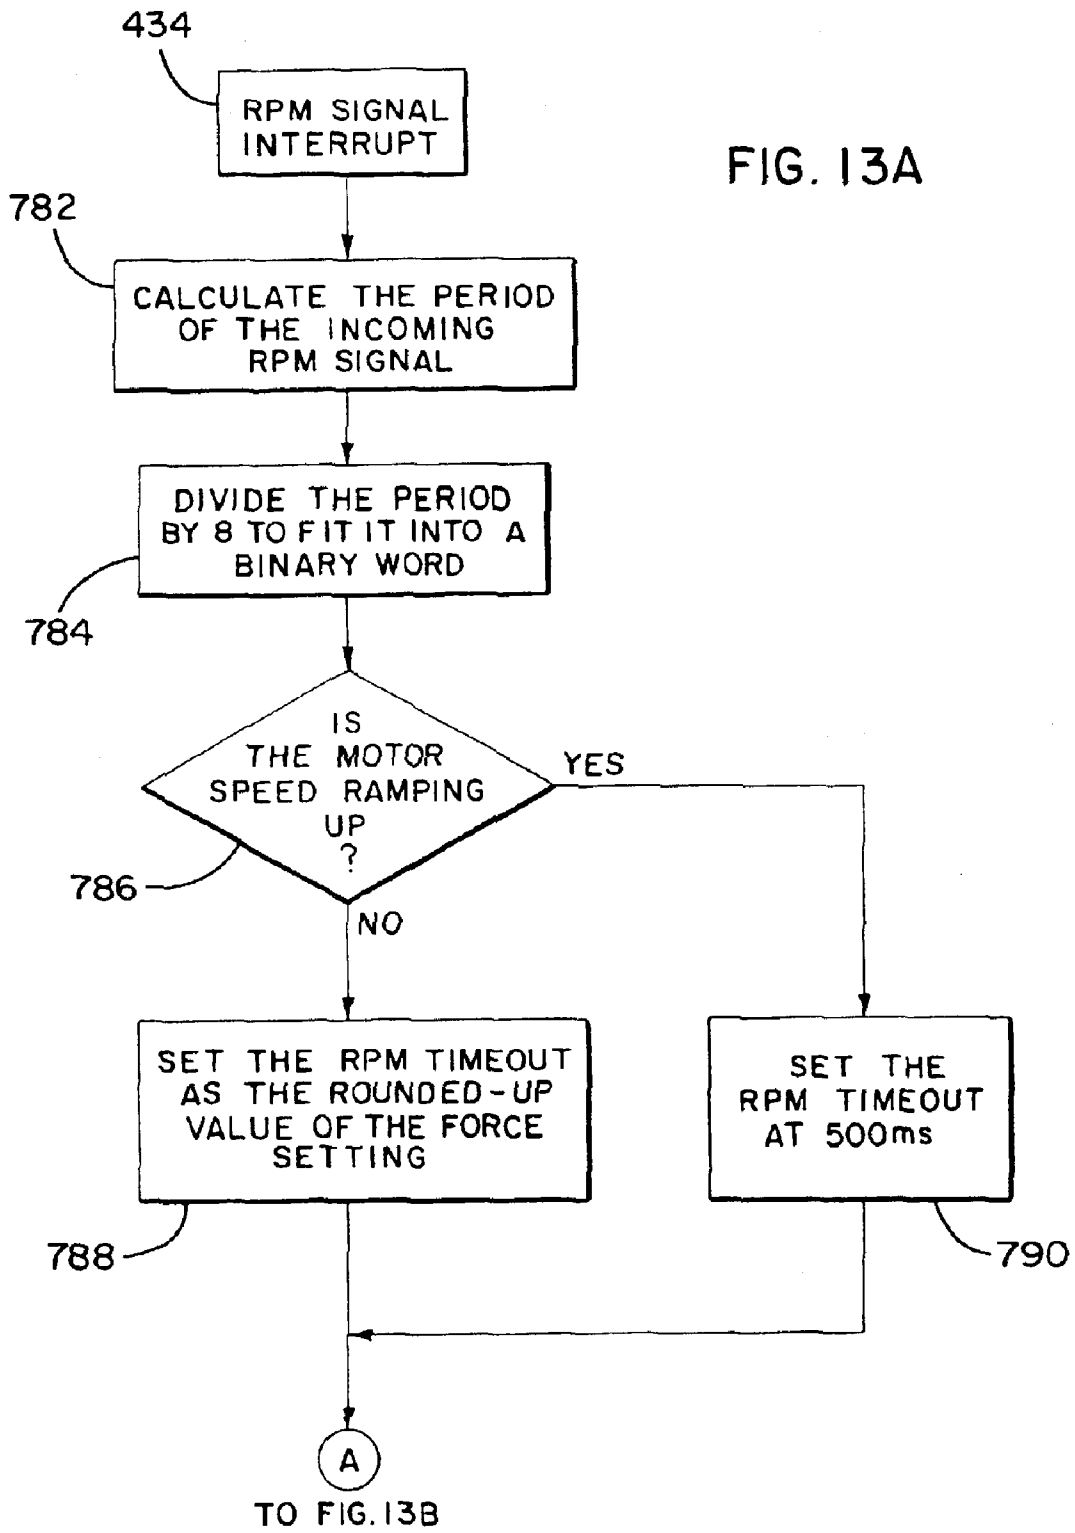 434
RPM SIGNAL
INTERRUPT
FIG. 13A
782
CALCULATE THE PERIOD
OF THE INCOMING
RPM SIGNAL
DIVIDE THE PERIOD
BY 8 TO FIT IT INTO A
BINARY WORD
784
IS
THE MOTOR
SPEED RAMPING
UP
?
YES
786
NO
SET THE RPM TIMEOUT
AS THE ROUNDED-UP
VALUE OF THE FORCE
SETTING
SET THE
RPM TIMEOUT
AT 500ms
788
790
A
TO FIG. 13B